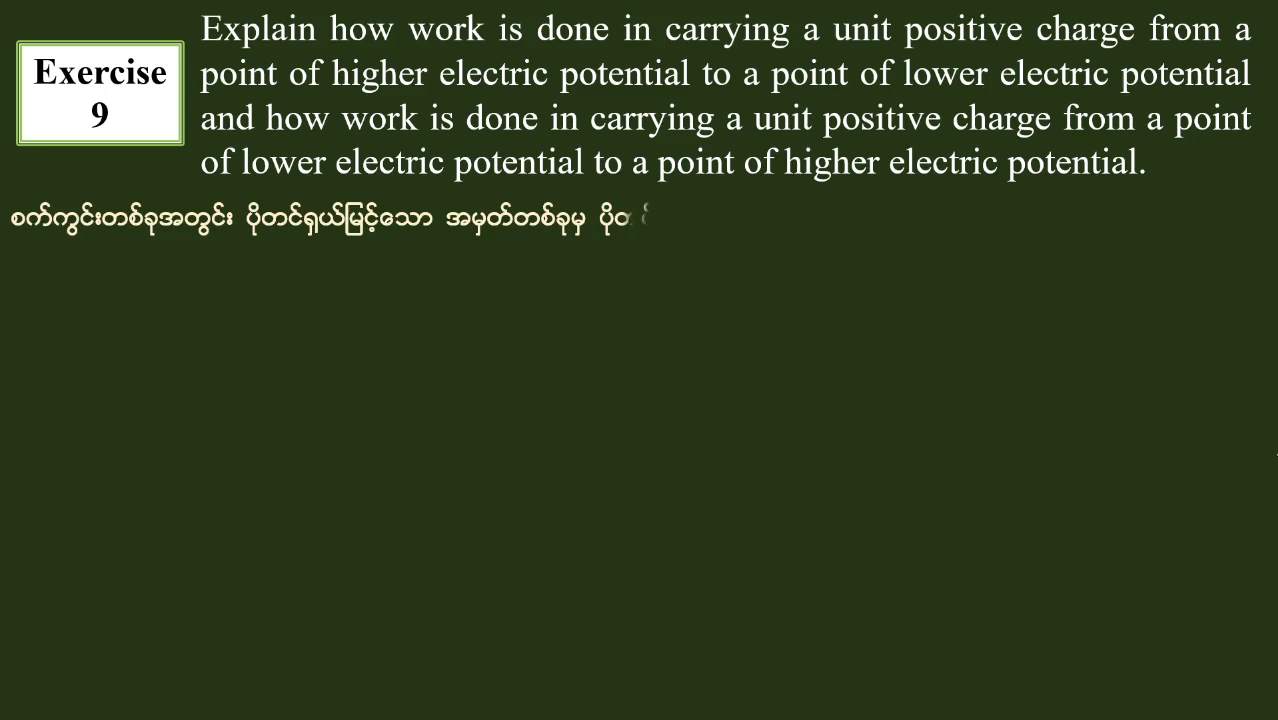 Exercise
9
Explain how work is done in carrying a unit positive charge from a
point of higher electric potential to a point of lower electric potential
and how work is done in carrying a unit positive charge from a point
of lower electric potential to a point of higher electric potential.
စက်ကွင်းတစ်ခုအတွင်း ပိုတင်ရှယ်မြင့်သော အမှတ်တစ်ခုမှ